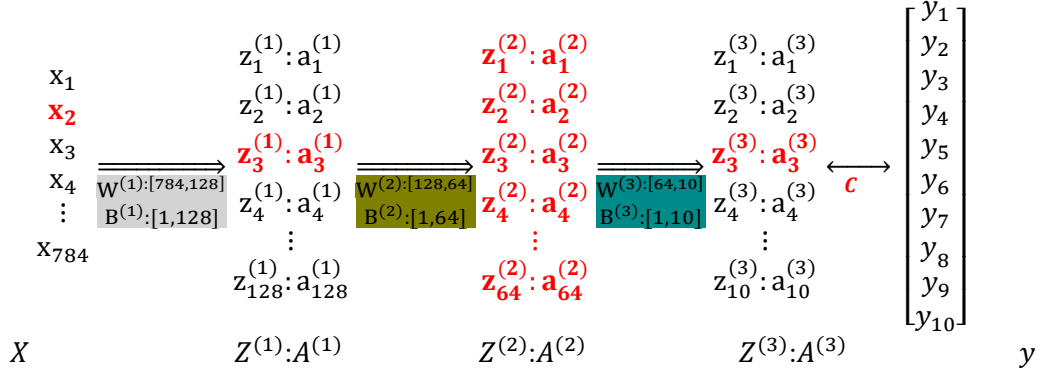 x₁
x₂
x₃
x₄
⋮
x₇₈₄
X
W⁽¹⁾:[784,128]
B⁽¹⁾:[1,128]
z₁⁽¹⁾: a₁⁽¹⁾
z₂⁽¹⁾: a₂⁽¹⁾
z₃⁽¹⁾: a₃⁽¹⁾
z₄⁽¹⁾: a₄⁽¹⁾
⋮
z₁₂₈⁽¹⁾: a₁₂₈⁽¹⁾
Z⁽¹⁾:A⁽¹⁾
W⁽²⁾:[128,64]
B⁽²⁾:[1,64]
z₁⁽²⁾: a₁⁽²⁾
z₂⁽²⁾: a₂⁽²⁾
z₃⁽²⁾: a₃⁽²⁾
z₄⁽²⁾: a₄⁽²⁾
⋮
z₆₄⁽²⁾: a₆₄⁽²⁾
Z⁽²⁾:A⁽²⁾
W⁽³⁾:[64,10]
B⁽³⁾:[1,10]
z₁⁽³⁾: a₁⁽³⁾
z₂⁽³⁾: a₂⁽³⁾
z₃⁽³⁾: a₃⁽³⁾
z₄⁽³⁾: a₄⁽³⁾
⋮
z₁₀⁽³⁾: a₁₀⁽³⁾
Z⁽³⁾:A⁽³⁾
C
y₁
y₂
y₃
y₄
y₅
y₆
y₇
y₈
y₉
y₁₀
y